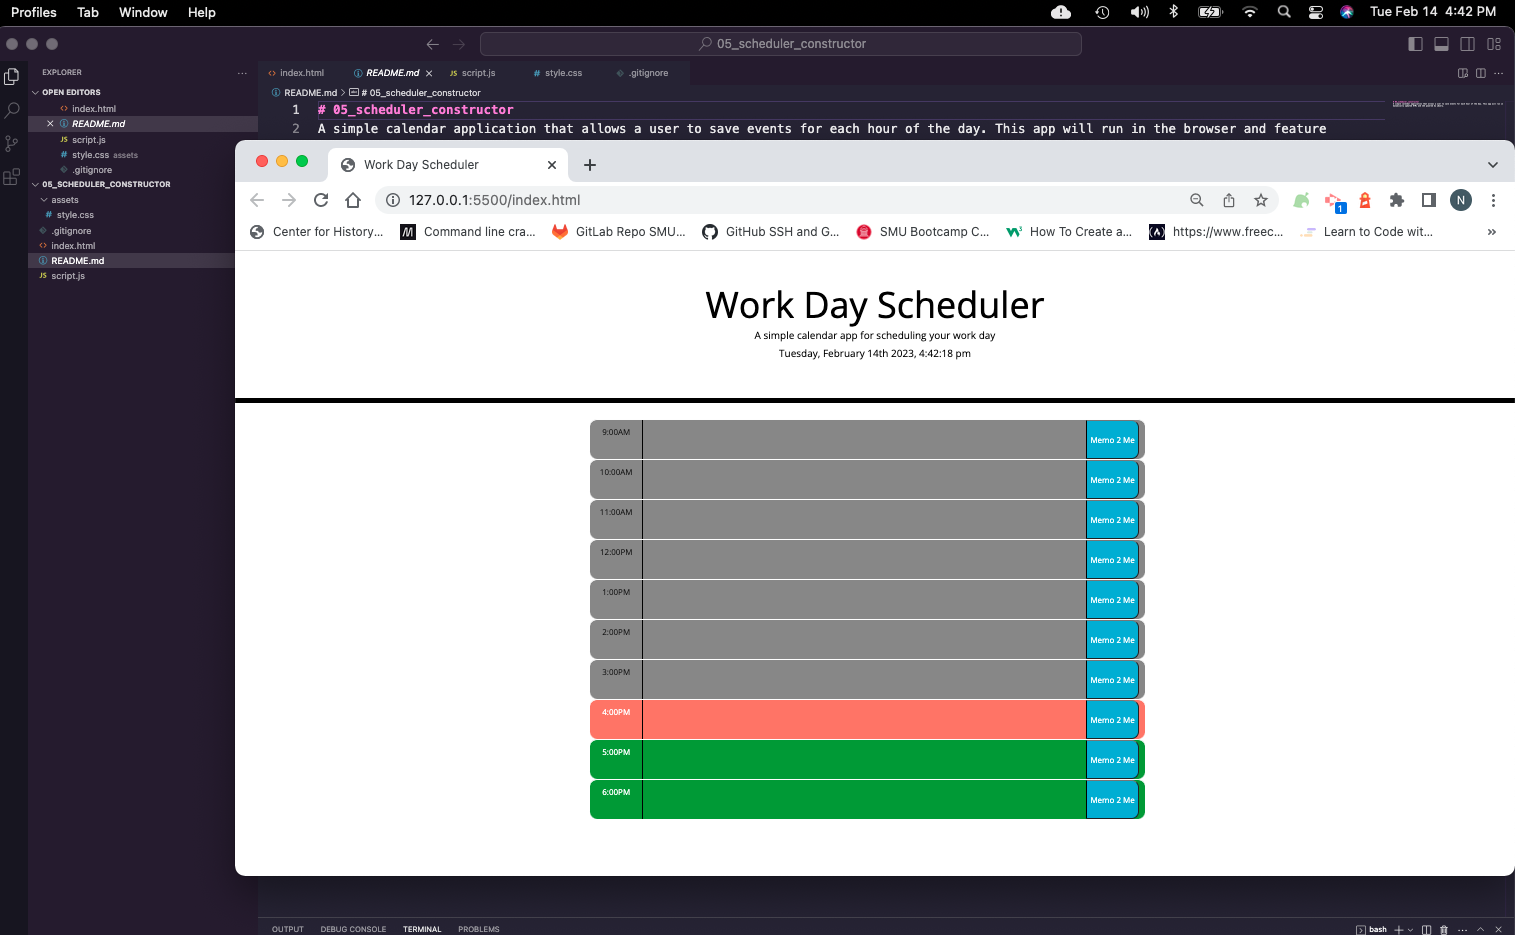 Profiles Tab Window Help Tue Feb 14 4:42 PM
05_scheduler_constructor
EXPLORER
OPEN EDITORS
index.html
README.md
script.js
style.css assets
.gitignore
05_SCHEDULER_CONSTRUCTOR
assets
style.css
.gitignore
index.html
README.md
script.js
index.html README.md script.js style.css .gitignore
README.md > # 05_scheduler_constructor
1 # 05_scheduler_constructor
2 A simple calendar application that allows a user to save events for each hour of the day. This app will run in the browser and feature
Work Day Scheduler
127.0.0.1:5500/index.html
1
N
Center for History... Command line cra... GitLab Repo SMU... GitHub SSH and G... SMU Bootcamp C... How To Create a... https://www.freec... Learn to Code wit... »
Work Day Scheduler
A simple calendar app for scheduling your work day
Tuesday, February 14th 2023, 4:42:18 pm
9:00AM Memo 2 Me
10:00AM Memo 2 Me
11:00AM Memo 2 Me
12:00PM Memo 2 Me
1:00PM Memo 2 Me
2:00PM Memo 2 Me
3:00PM Memo 2 Me
4:00PM Memo 2 Me
5:00PM Memo 2 Me
6:00PM Memo 2 Me
OUTPUT DEBUG CONSOLE TERMINAL PROBLEMS bash